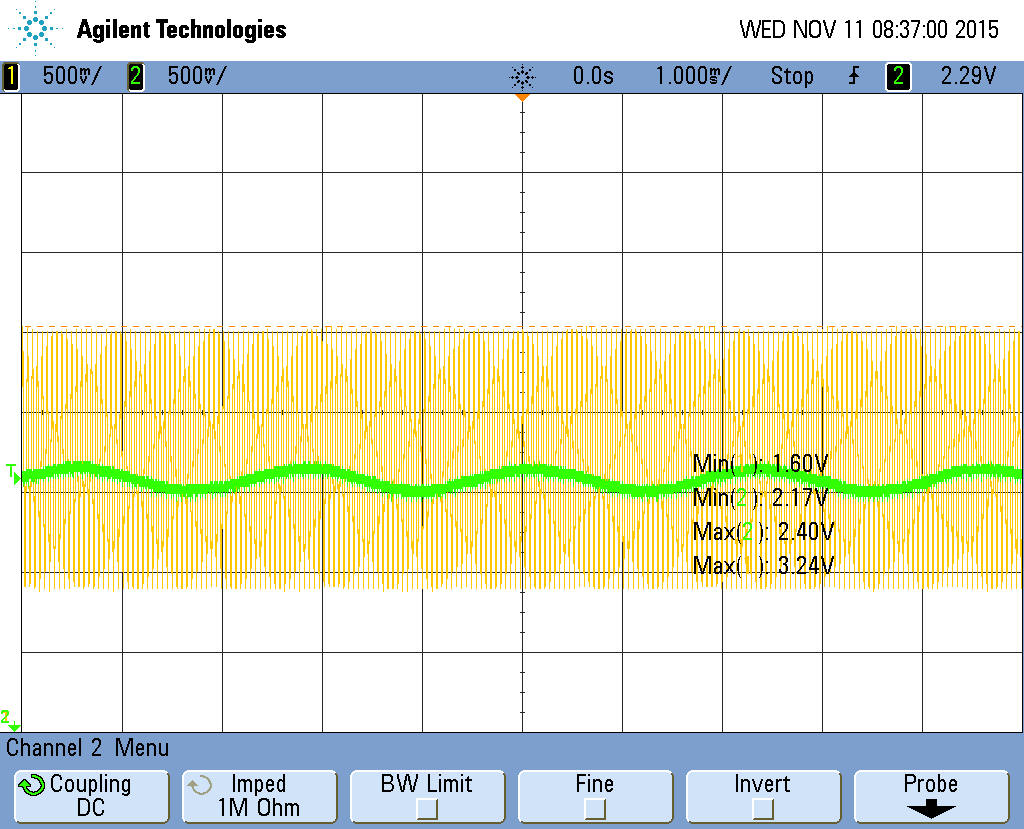 Agilent Technologies
WED NOV 11 08:37:00 2015
1 500mV/ 2 500mV/ 0.0s 1.000ms/ Stop 2 2.29V
T
Min(1): 1.60V
Min(2): 2.17V
Max(2): 2.40V
Max(1): 3.24V
2
Channel 2 Menu
Coupling
DC
Imped
1M Ohm
BW Limit
Fine
Invert
Probe